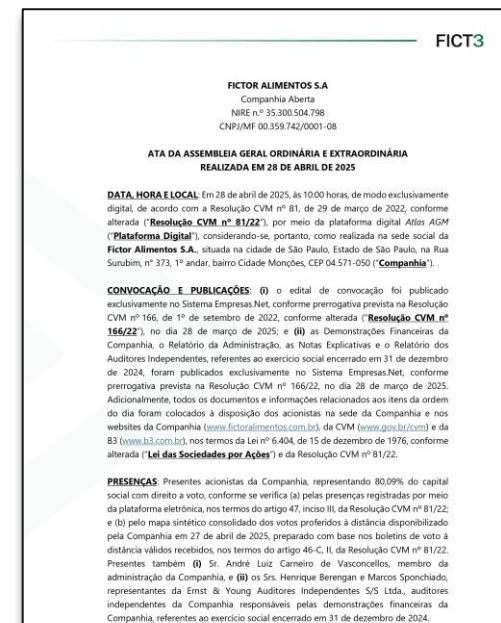 FICT3
FICTOR ALIMENTOS S.A
Companhia Aberta
NIRE n.º 35.300.504.798
CNPJ/MF 00.359.742/0001-08
ATA DA ASSEMBLEIA GERAL ORDINÁRIA E EXTRAORDINÁRIA
REALIZADA EM 28 DE ABRIL DE 2025
DATA, HORA E LOCAL: Em 28 de abril de 2025, às 10:00 horas, de modo exclusivamente
digital, de acordo com a Resolução CVM nº 81, de 29 de março de 2022, conforme
alterada ("Resolução CVM nº 81/22"), por meio da plataforma digital Atlas AGM
("Plataforma Digital"), considerando-se, portanto, como realizada na sede social da
Fictor Alimentos S.A., situada na cidade de São Paulo, Estado de São Paulo, na Rua
Surubim, n° 373, 1º andar, bairro Cidade Monções, CEP 04.571-050 ("Companhia").
CONVOCAÇÃO E PUBLICAÇÕES: (i) o edital de convocação foi publicado
exclusivamente no Sistema Empresas.Net, conforme prerrogativa prevista na Resolução
CVM nº 166, de 1º de setembro de 2022, conforme alterada ("Resolução CVM nº
166/22"), no dia 28 de março de 2025; e (ii) as Demonstrações Financeiras da
Companhia, o Relatório da Administração, as Notas Explicativas e o Relatório dos
Auditores Independentes, referentes ao exercício social encerrado em 31 de dezembro
de 2024, foram publicados exclusivamente no Sistema Empresas.Net, conforme
prerrogativa prevista na Resolução CVM nº 166/22, no dia 28 de março de 2025.
Adicionalmente, todos os documentos e informações relacionados aos itens da ordem
do dia foram colocados à disposição dos acionistas na sede da Companhia e nos
websites da Companhia (www.fictoralimentos.com.br), da CVM (www.gov.br/cvm) e da
B3 (www.b3.com.br), nos termos da Lei nº 6.404, de 15 de dezembro de 1976, conforme
alterada ("Lei das Sociedades por Ações") e da Resolução CVM nº 81/22.
PRESENÇAS: Presentes acionistas da Companhia, representando 80,09% do capital
social com direito a voto, conforme se verifica (a) pelas presenças registradas por meio
da plataforma eletrônica, nos termos do artigo 47, inciso III, da Resolução CVM nº 81/22;
e (b) pelo mapa sintético consolidado dos votos proferidos à distância disponibilizado
pela Companhia em 27 de abril de 2025, preparado com base nos boletins de voto à
distância válidos recebidos, nos termos do artigo 46-C, II, da Resolução CVM nº 81/22.
Presentes também (i) Sr. André Luiz Carneiro de Vasconcellos, membro da
administração da Companhia, e (ii) os Srs. Henrique Berengan e Marcos Sponchiado,
representantes da Ernst & Young Auditores Independentes S/S Ltda., auditores
independentes da Companhia responsáveis pelas demonstrações financeiras da
Companhia, referentes ao exercício social encerrado em 31 de dezembro de 2024.